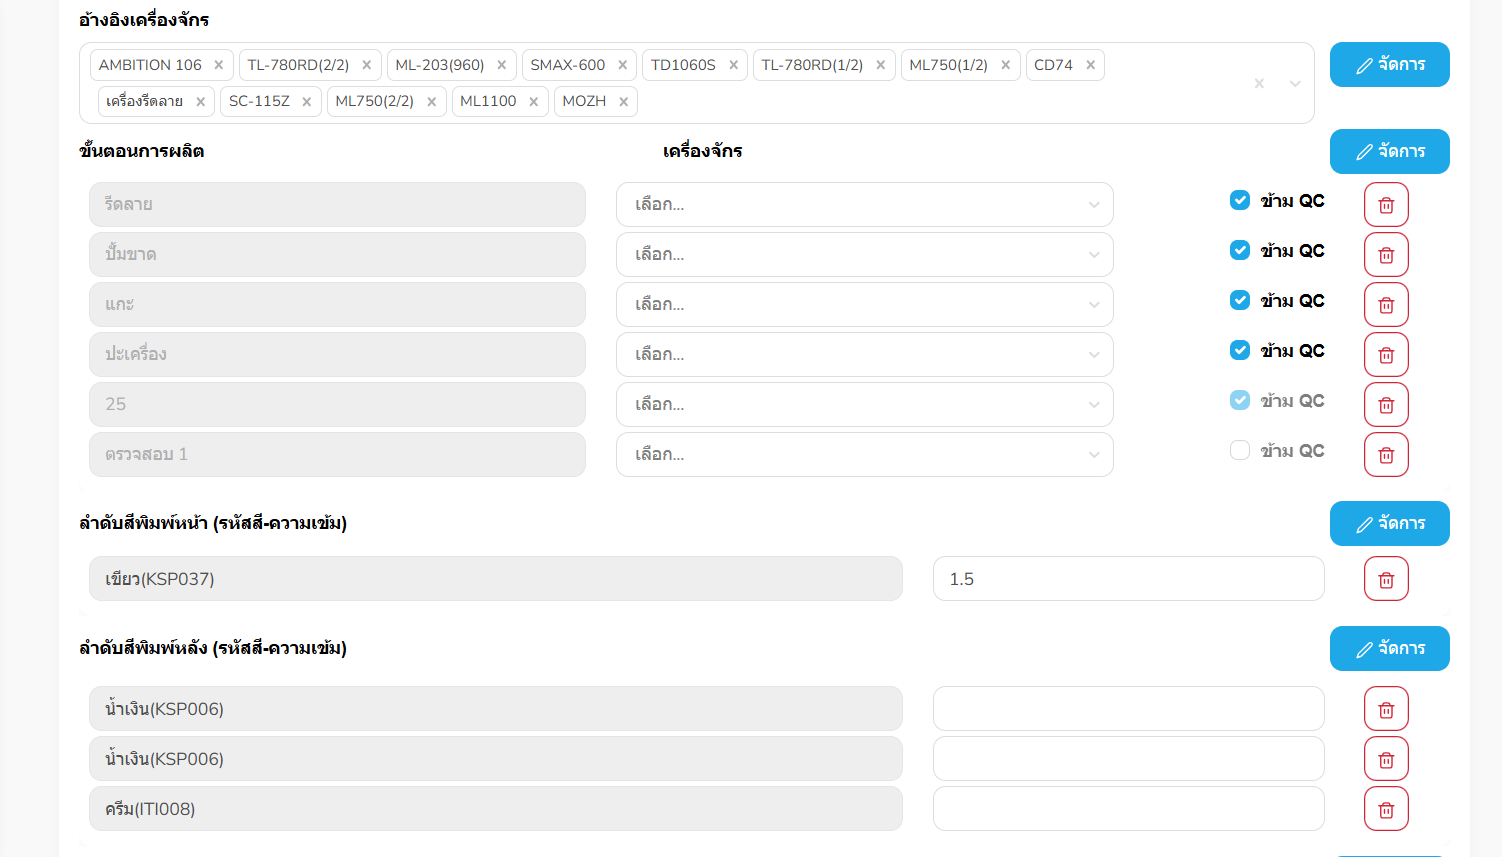 อ้างอิงเครื่องจักร
AMBITION 106 × TL-780RD(2/2) × ML-203(960) × SMAX-600 × TD1060S × TL-780RD(1/2) × ML750(1/2) × CD74 ×
จัดการ
เครื่องรีดลาย × SC-115Z × ML750(2/2) × ML1100 × MOZH ×
ขั้นตอนการผลิต เครื่องจักร จัดการ
รีดลาย เลือก... ข้าม QC
ปั้มขาด เลือก... ข้าม QC
แกะ เลือก... ข้าม QC
ปะเครื่อง เลือก... ข้าม QC
25 เลือก... ข้าม QC
ตรวจสอบ 1 เลือก... ข้าม QC
ลำดับสีพิมพ์หน้า (รหัสสี-ความเข้ม) จัดการ
เขียว(KSP037) 1.5
ลำดับสีพิมพ์หลัง (รหัสสี-ความเข้ม) จัดการ
น้ำเงิน(KSP006)
น้ำเงิน(KSP006)
ครีม(ITI008)